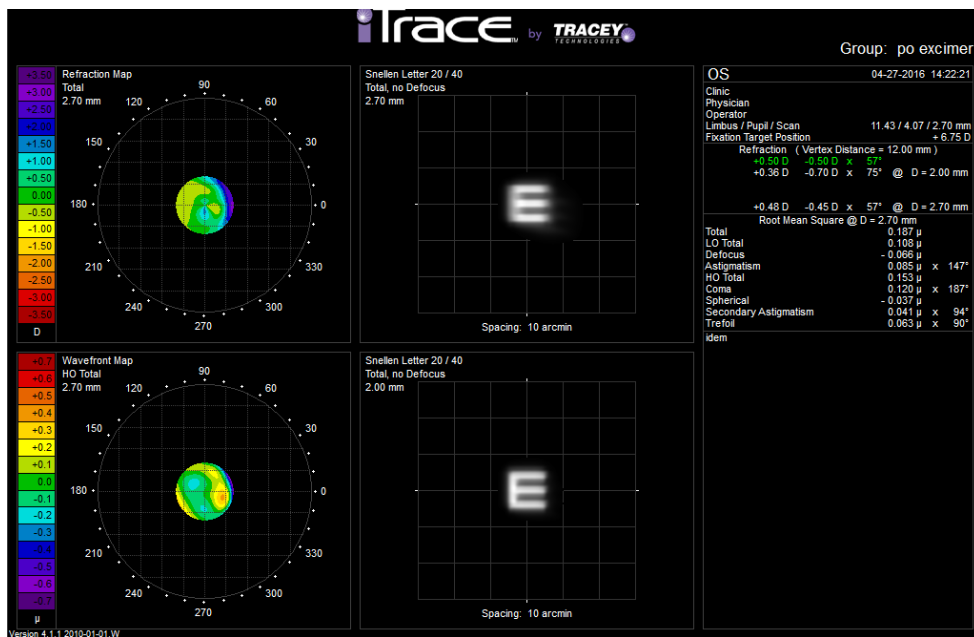 iTrace™ by TRACEY TECHNOLOGIES
Group: po excimer
Refraction Map
Total
2.70 mm
+3.50
+3.00
+2.50
+2.00
+1.50
+1.00
+0.50
0.00
-0.50
-1.00
-1.50
-2.00
-2.50
-3.00
-3.50
D
90
120 60
150 30
180 0
210 330
240 300
270
Snellen Letter 20 / 40
Total, no Defocus
2.70 mm
E
Spacing: 10 arcmin
OS 04-27-2016 14:22:21
Clinic
Physician
Operator
Limbus / Pupil / Scan 11.43 / 4.07 / 2.70 mm
Fixation Target Position + 6.75 D
Refraction ( Vertex Distance = 12.00 mm )
+0.50 D -0.50 D x 57°
+0.36 D -0.70 D x 75° @ D = 2.00 mm
+0.48 D -0.45 D x 57° @ D = 2.70 mm
Root Mean Square @ D = 2.70 mm
Total 0.187 µ
LO Total 0.108 µ
Defocus - 0.066 µ
Astigmatism 0.085 µ x 147°
HO Total 0.153 µ
Coma 0.120 µ x 187°
Spherical - 0.037 µ
Secondary Astigmatism 0.041 µ x 94°
Trefoil 0.063 µ x 90°
idem
Wavefront Map
HO Total
2.70 mm
+0.7
+0.6
+0.5
+0.4
+0.3
+0.2
+0.1
0.0
-0.1
-0.2
-0.3
-0.4
-0.5
-0.6
-0.7
µ
90
120 60
150 30
180 0
210 330
240 300
270
Snellen Letter 20 / 40
Total, no Defocus
2.00 mm
E
Spacing: 10 arcmin
Version 4.1.1 2010-01-01.W